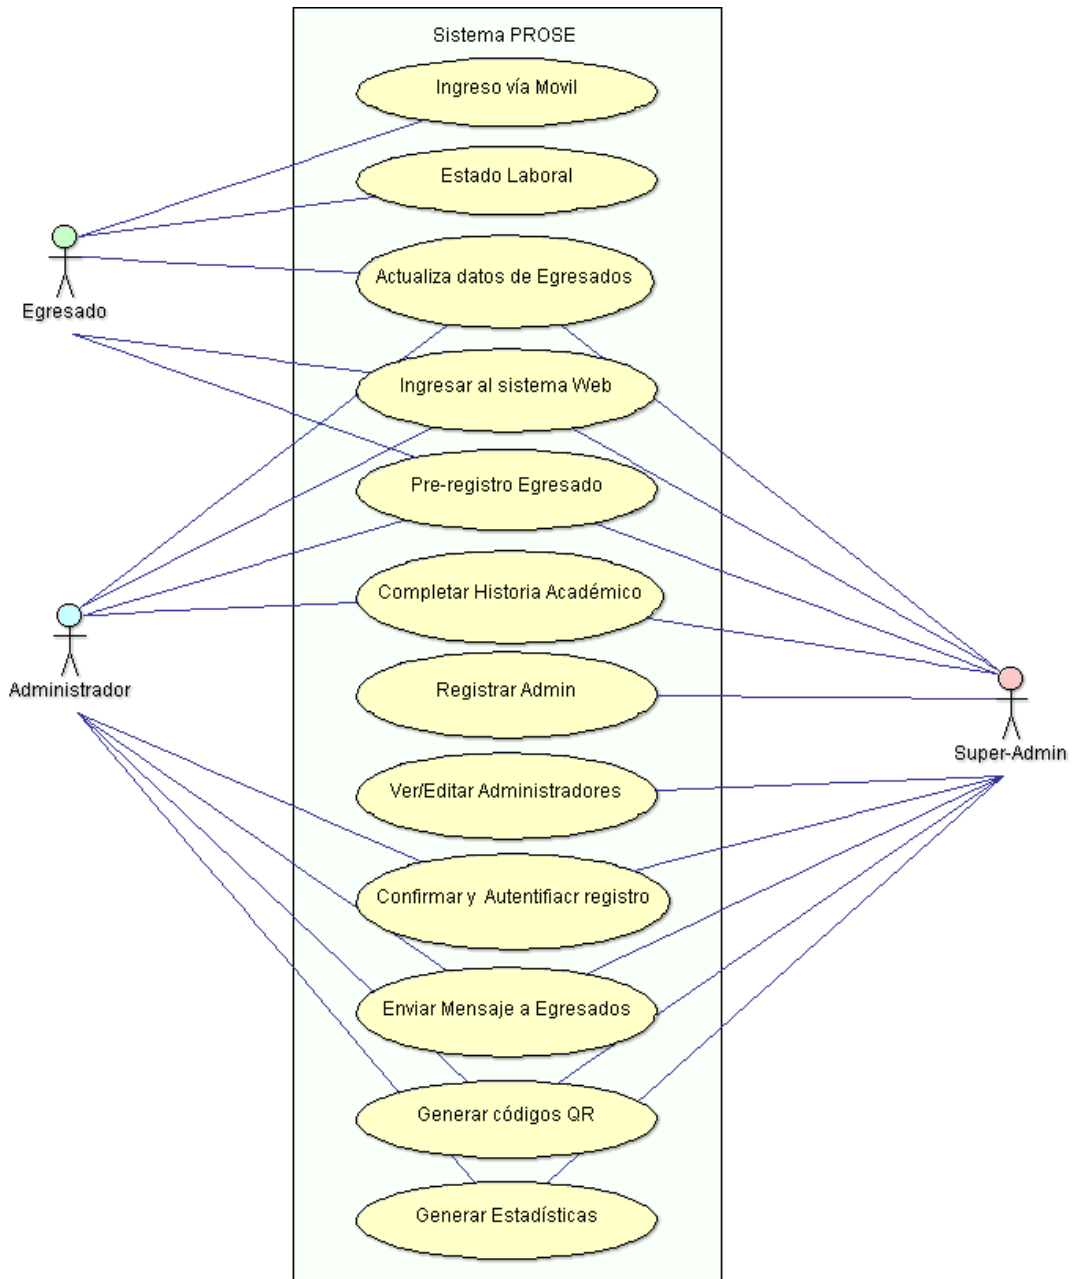 Sistema PROSE
Ingreso vía Movil
Estado Laboral
Egresado
Actualiza datos de Egresados
Ingresar al sistema Web
Pre-registro Egresado
Completar Historia Académico
Administrador
Registrar Admin
Super-Admin
Ver/Editar Administradores
Confirmar y Autentifiacr registro
Enviar Mensaje a Egresados
Generar códigos QR
Generar Estadísticas